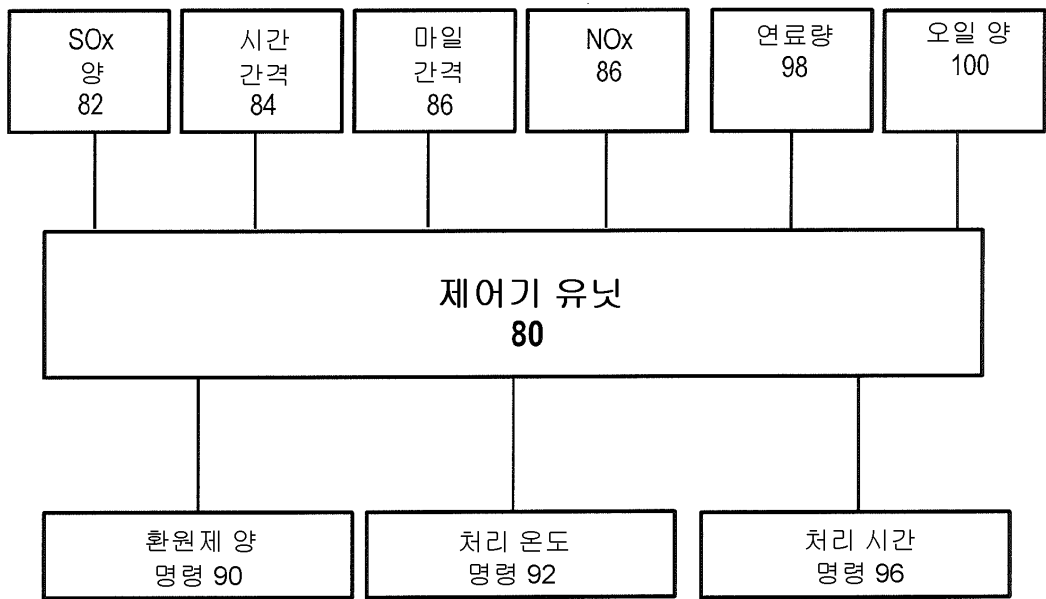 SOx
양
82
시간
간격
84
마일
간격
86
NOx
86
연료량
98
오일 양
100
제어기 유닛
80
환원제 양
명령 90
처리 온도
명령 92
처리 시간
명령 96